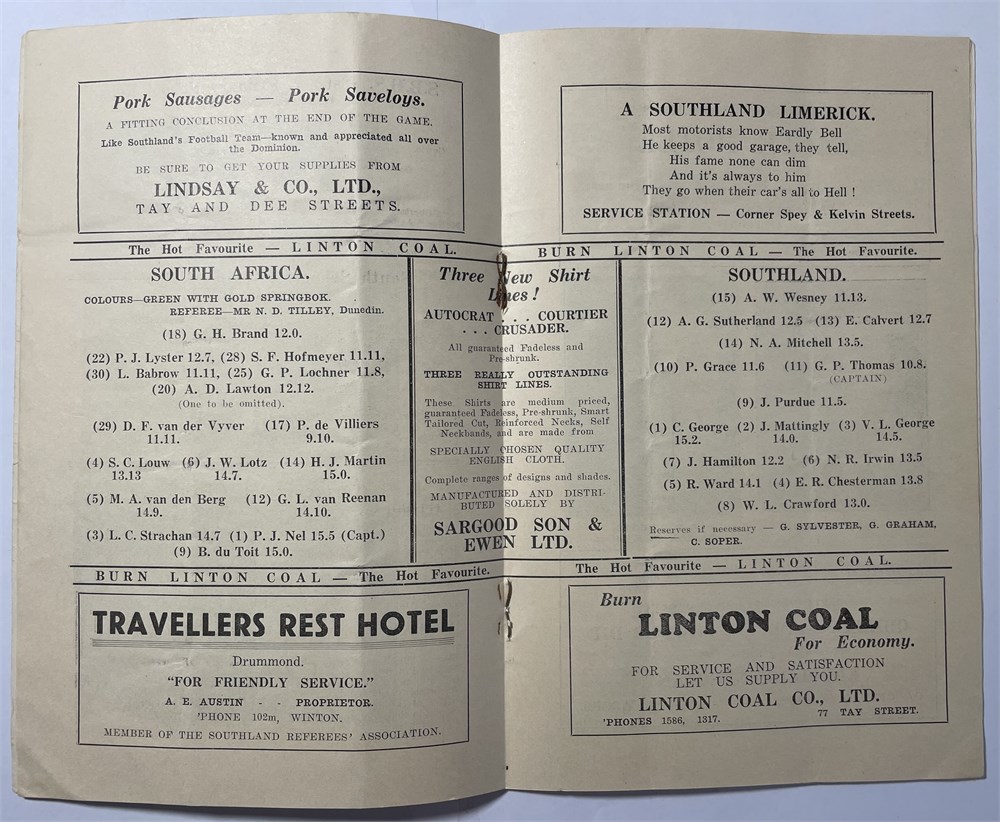 Pork Sausages — Pork Saveloys.
A FITTING CONCLUSION AT THE END OF THE GAME.
Like Southland's Football Team—known and appreciated all over
the Dominion.
BE SURE TO GET YOUR SUPPLIES FROM
LINDSAY & CO., LTD.,
TAY AND DEE STREETS.
The Hot Favourite — LINTON COAL.
SOUTH AFRICA.
COLOURS—GREEN WITH GOLD SPRINGBOK.
REFEREE—MR N. D. TILLEY, Dunedin.
(18) G. H. Brand 12.0.
(22) P. J. Lyster 12.7, (28) S. F. Hofmeyer 11.11,
(30) L. Babrow 11.11, (25) G. P. Lochner 11.8,
(20) A. D. Lawton 12.12.
(One to be omitted).
(29) D. F. van der Vyver (17) P. de Villiers
11.11. 9.10.
(4) S. C. Louw (6) J. W. Lotz (14) H. J. Martin
13.13 14.7. 15.0.
(5) M. A. van den Berg (12) G. L. van Reenan
14.9. 14.10.
(3) L. C. Strachan 14.7 (1) P. J. Nel 15.5 (Capt.)
(9) B. du Toit 15.0.
BURN LINTON COAL — The Hot Favourite.
TRAVELLERS REST HOTEL
Drummond.
"FOR FRIENDLY SERVICE."
A. E. AUSTIN - - PROPRIETOR.
'PHONE 102m, WINTON.
MEMBER OF THE SOUTHLAND REFEREES' ASSOCIATION.
Three New Shirt
Lines!
AUTOCRAT . . . COURTIER
. . . CRUSADER.
All guaranteed Fadeless and
Pre-shrunk.
THREE REALLY OUTSTANDING
SHIRT LINES.
These Shirts are medium priced,
guaranteed Fadeless, Pre-shrunk, Smart
Tailored Cut, Reinforced Necks, Self
Neckbands, and are made from
SPECIALLY CHOSEN QUALITY
ENGLISH CLOTH.
Complete ranges of designs and shades.
MANUFACTURED AND DISTRI-
BUTED SOLELY BY
SARGOOD SON &
EWEN LTD.
A SOUTHLAND LIMERICK.
Most motorists know Eardly Bell
He keeps a good garage, they tell,
His fame none can dim
And it's always to him
They go when their car's all to Hell !
SERVICE STATION — Corner Spey & Kelvin Streets.
BURN LINTON COAL — The Hot Favourite.
SOUTHLAND.
(15) A. W. Wesney 11.13.
(12) A. G. Sutherland 12.5 (13) E. Calvert 12.7
(14) N. A. Mitchell 13.5.
(10) P. Grace 11.6 (11) G. P. Thomas 10.8.
(CAPTAIN)
(9) J. Purdue 11.5.
(1) C. George (2) J. Mattingly (3) V. L. George
15.2. 14.0. 14.5.
(7) J. Hamilton 12.2 (6) N. R. Irwin 13.5
(5) R. Ward 14.1 (4) E. R. Chesterman 13.8
(8) W. L. Crawford 13.0.
Reserves if necessary — G. SYLVESTER, G. GRAHAM,
C. SOPER.
The Hot Favourite — LINTON COAL.
Burn
LINTON COAL
For Economy.
FOR SERVICE AND SATISFACTION
LET US SUPPLY YOU.
LINTON COAL CO., LTD.
'PHONES 1586, 1317. 77 TAY STREET.